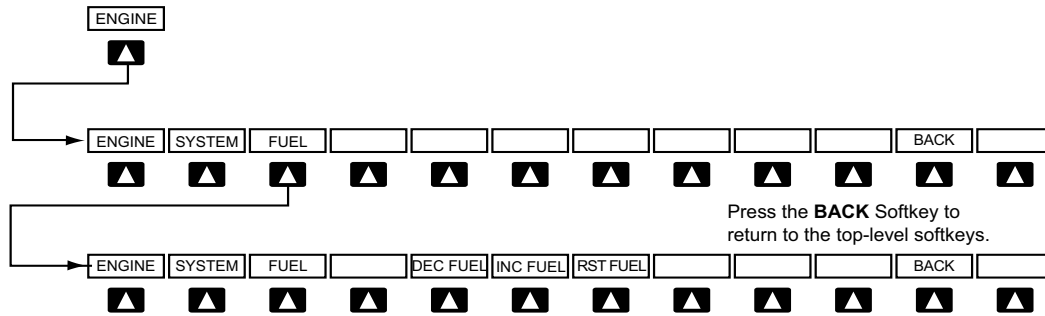 ENGINE
ENGINE SYSTEM FUEL BACK
Press the BACK Softkey to
return to the top-level softkeys.
ENGINE SYSTEM FUEL DEC FUEL INC FUEL RST FUEL BACK